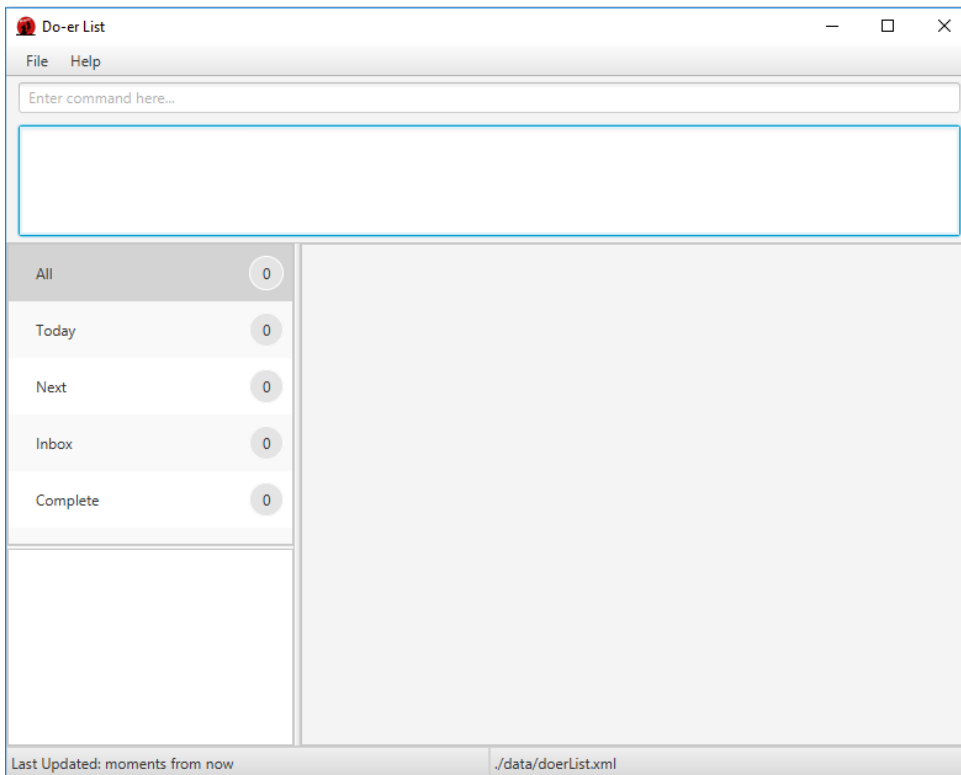 Do-er List
File Help
Enter command here...
All 0
Today 0
Next 0
Inbox 0
Complete 0
Last Updated: moments from now ./data/doerList.xml